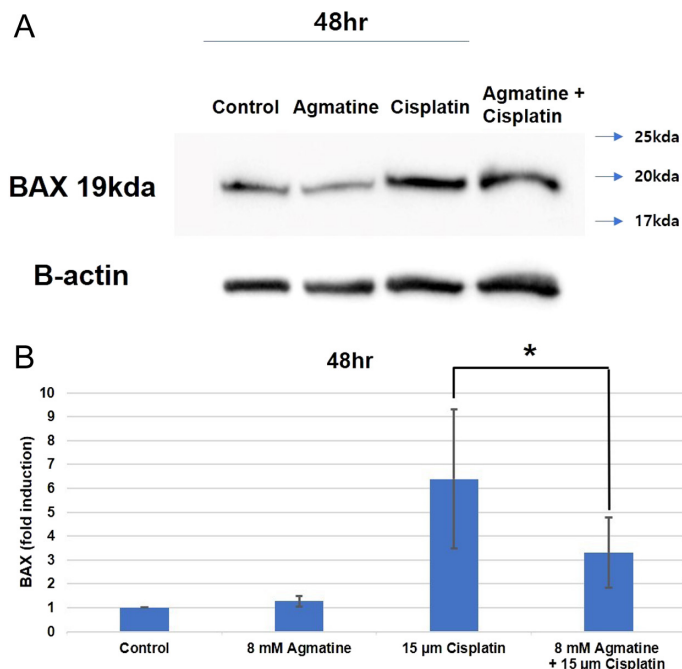 A
48hr
Control Agmatine Cisplatin Agmatine +
Cisplatin
25kda
BAX 19kda
20kda
17kda
B-actin
B
48hr
*
BAX (fold induction)
10
9
8
7
6
5
4
3
2
1
0
Control 8 mM Agmatine 15 μm Cisplatin 8 mM Agmatine
+ 15 μm Cisplatin